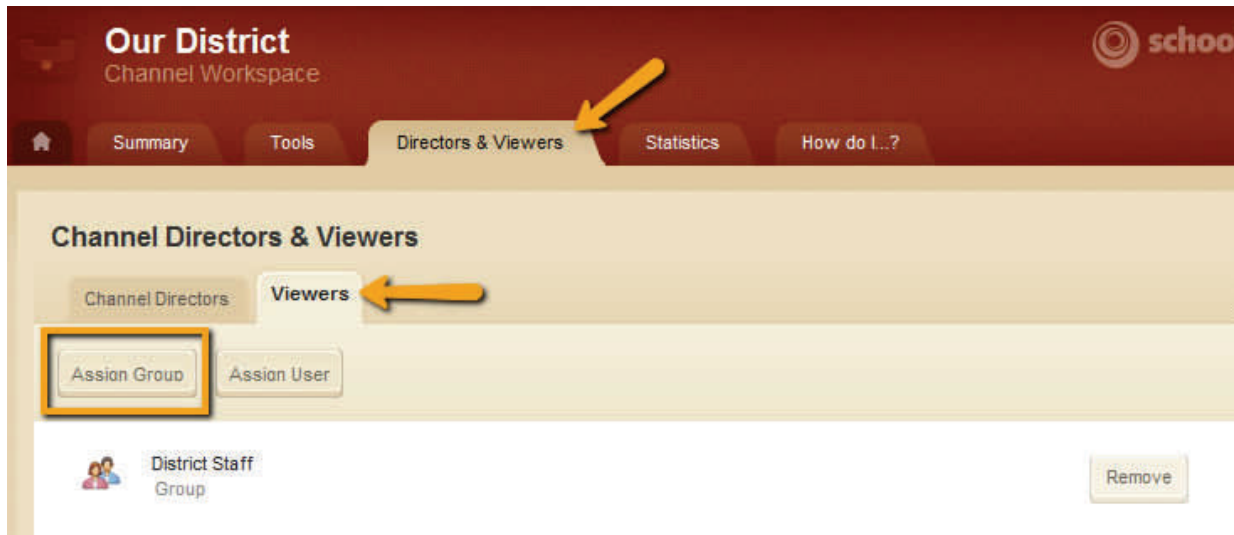 Our District
schoo
Channel Workspace
Summary Tools Directors & Viewers Statistics How do I...?
Channel Directors & Viewers
Channel Directors Viewers
Assign Group Assign User
District Staff
Group
Remove